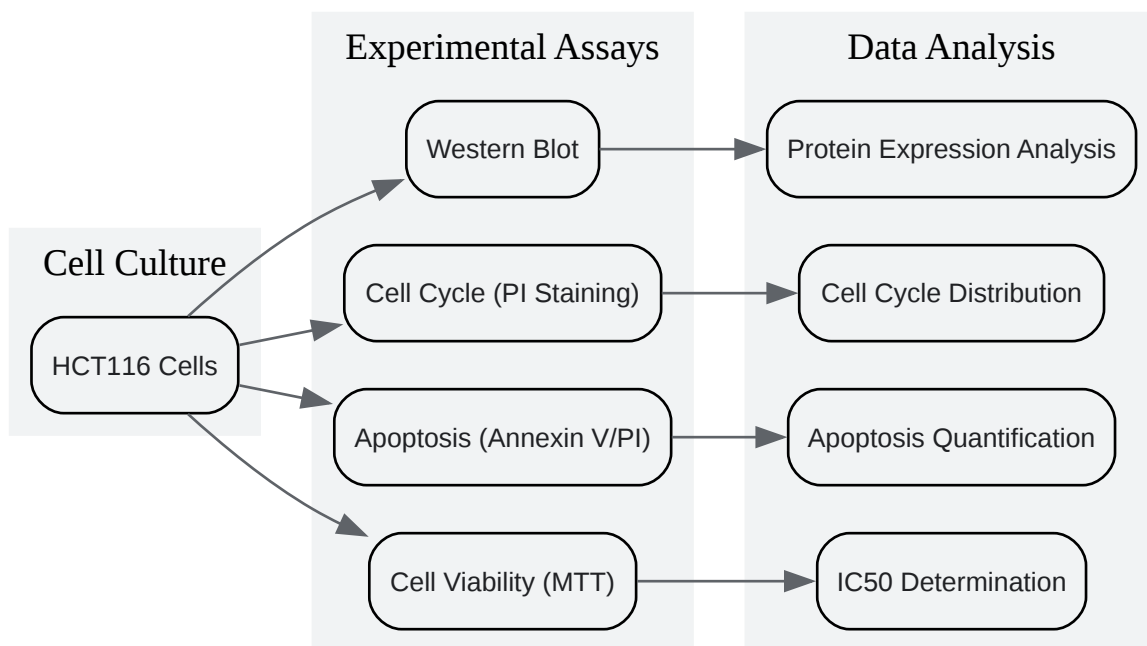 Cell Culture
HCT116 Cells
Experimental Assays
Western Blot
Cell Cycle (PI Staining)
Apoptosis (Annexin V/PI)
Cell Viability (MTT)
Data Analysis
Protein Expression Analysis
Cell Cycle Distribution
Apoptosis Quantification
IC50 Determination